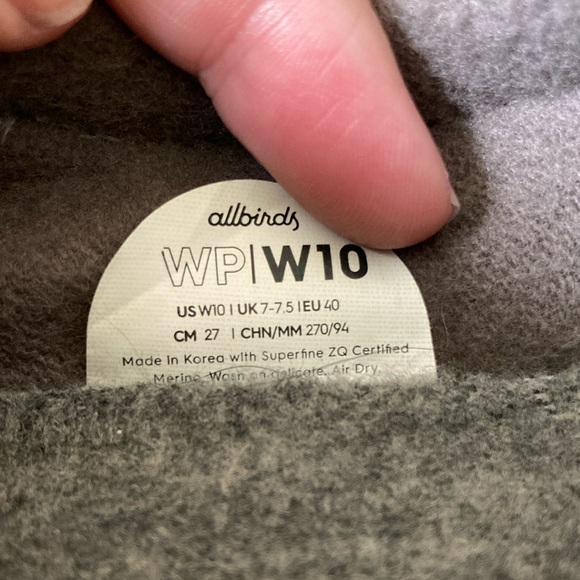 allbirds
WP|W10
US W10 | UK 7-7.5 | EU 40
CM 27 | CHN/MM 270/94
Made in Korea with Superfine ZQ Certified
Merino. Wash on delicate. Air Dry.